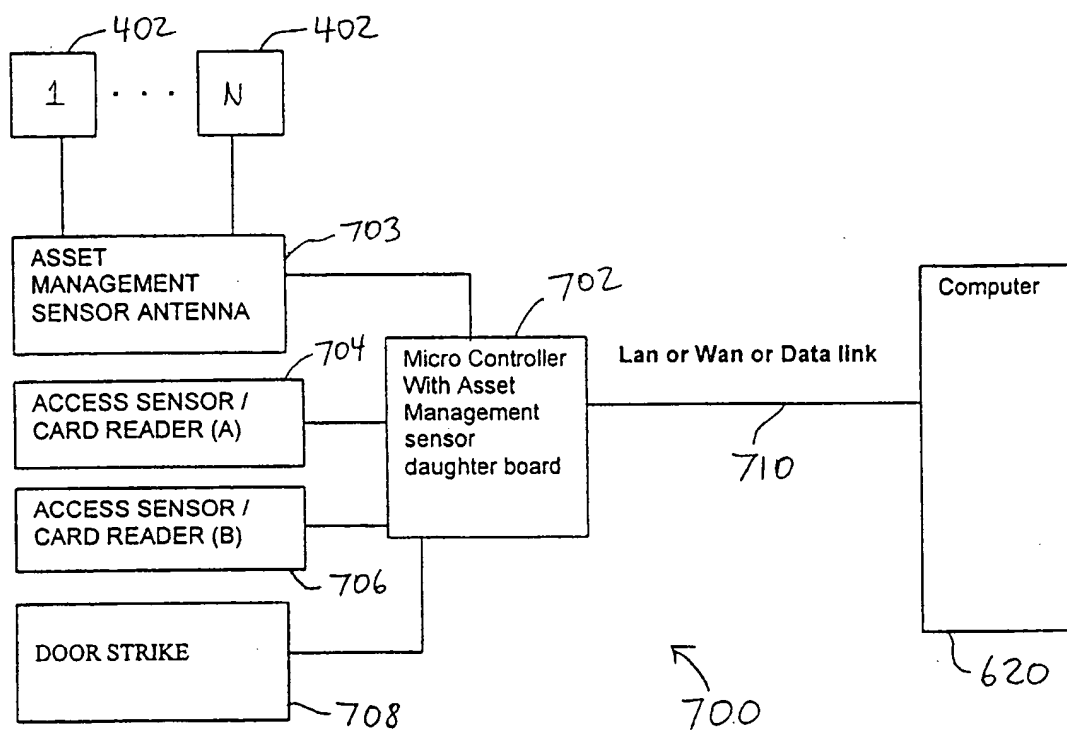 402
402
1 · · · N
703
ASSET
MANAGEMENT
SENSOR ANTENNA
702
704
Micro Controller
With Asset
Management
sensor
daughter board
Lan or Wan or Data link
Computer
ACCESS SENSOR /
CARD READER (A)
710
ACCESS SENSOR /
CARD READER (B)
706
DOOR STRIKE
708
700
620